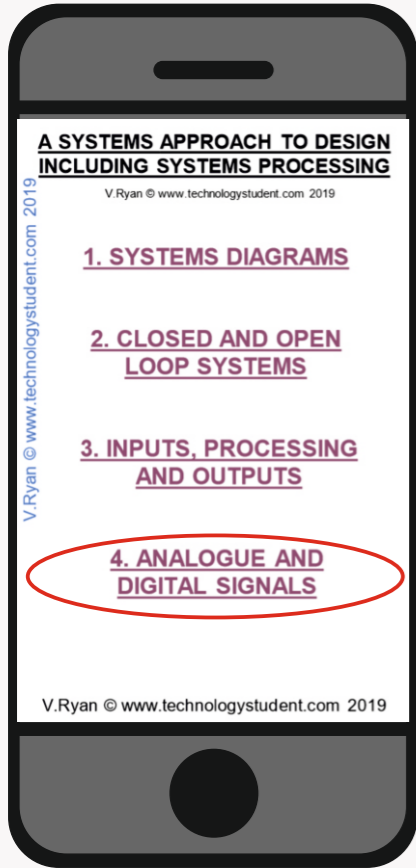 A SYSTEMS APPROACH TO DESIGN
INCLUDING SYSTEMS PROCESSING
V.Ryan © www.technologystudent.com 2019
V.Ryan © www.technologystudent.com 2019
1. SYSTEMS DIAGRAMS
2. CLOSED AND OPEN
LOOP SYSTEMS
3. INPUTS, PROCESSING
AND OUTPUTS
4. ANALOGUE AND
DIGITAL SIGNALS
V.Ryan © www.technologystudent.com 2019